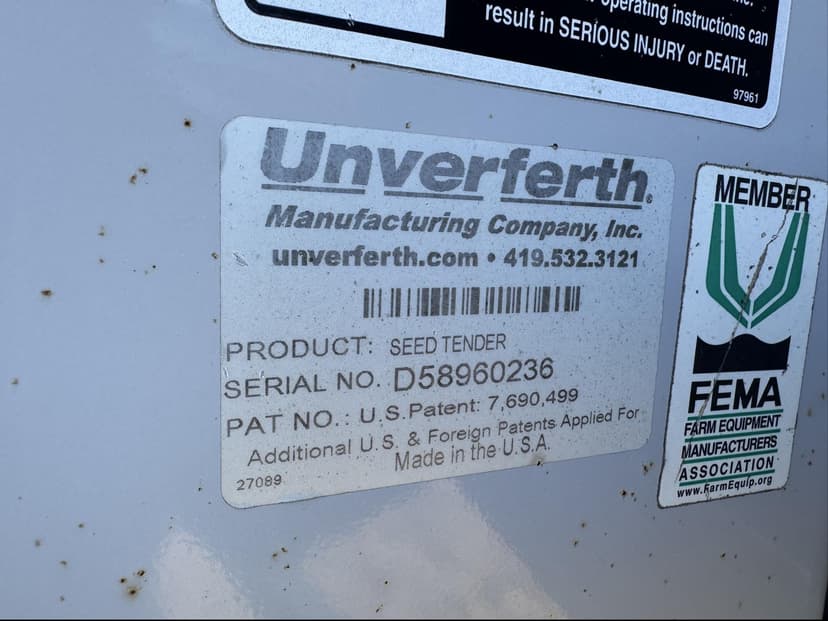 operating instructions can
result in SERIOUS INJURY or DEATH.
97961
Unverferth®
Manufacturing Company, Inc.
unverferth.com • 419.532.3121
PRODUCT: SEED TENDER
SERIAL NO. D58960236
PAT NO.: U.S. Patent: 7,690,499
Additional U.S. & Foreign Patents Applied For
Made in the U.S.A.
27089
MEMBER
FEMA
FARM EQUIPMENT
MANUFACTURERS
ASSOCIATION
www.FarmEquip.org